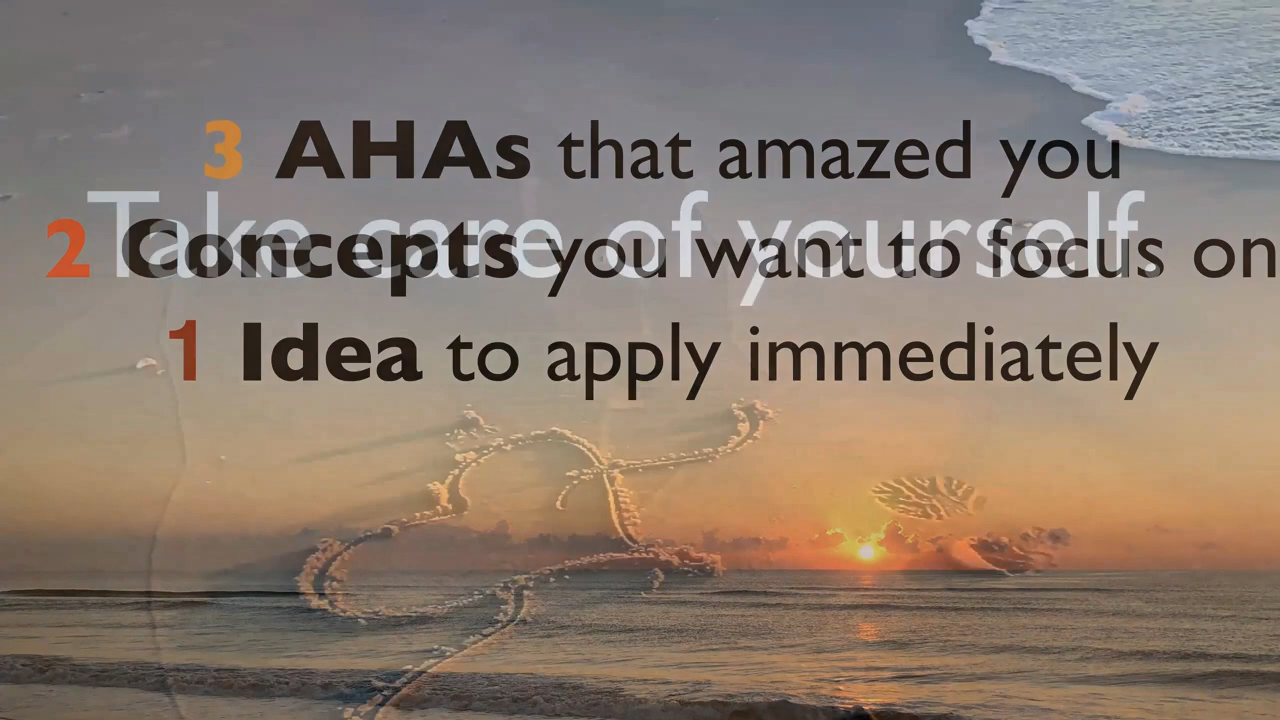 3 AHAs that amazed you
Take care of yourself.
2 Concepts you want to focus on
1 Idea to apply immediately